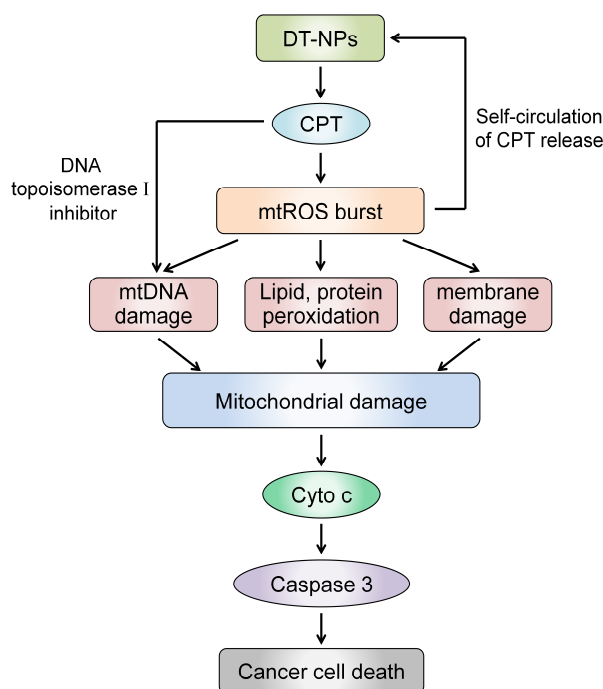 DT-NPs
CPT
Self-circulation
of CPT release
DNA
topoisomerase I
inhibitor
mtROS burst
mtDNA
damage
Lipid, protein
peroxidation
membrane
damage
Mitochondrial damage
Cyto c
Caspase 3
Cancer cell death